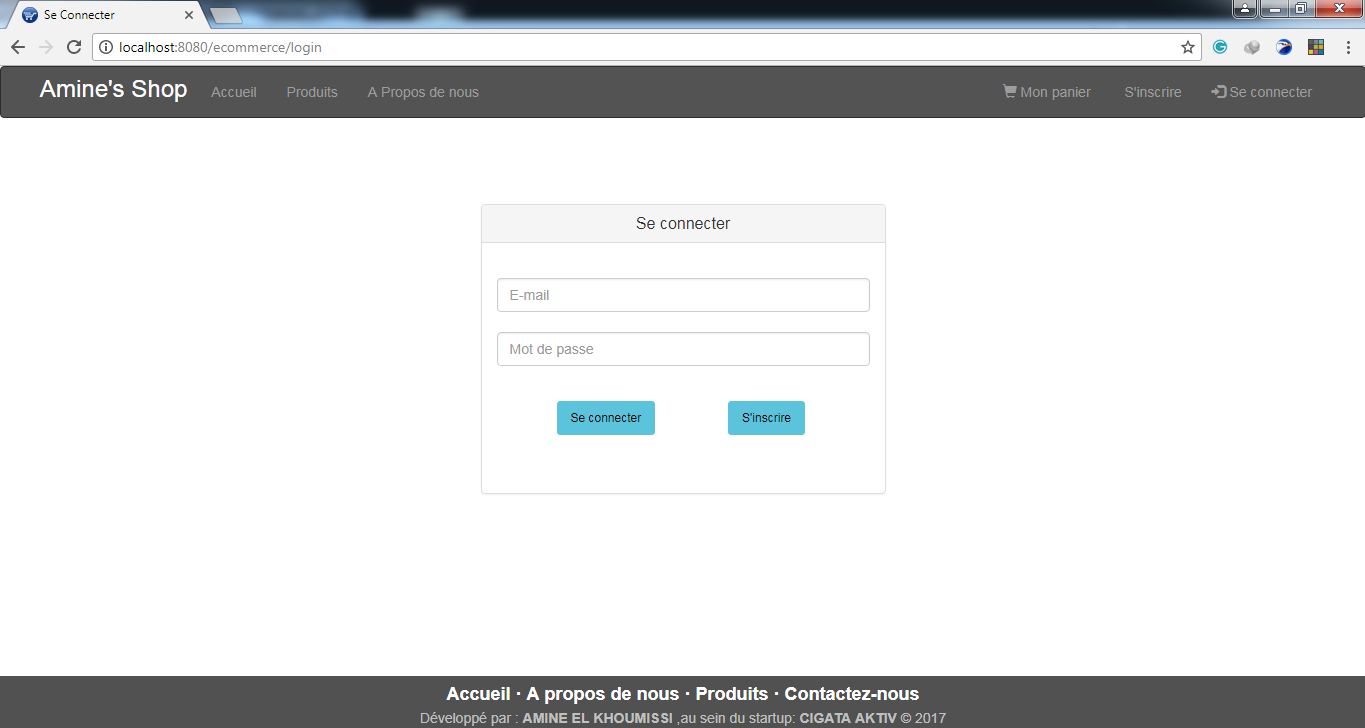 Se Connecter
localhost:8080/ecommerce/login
Amine's Shop Accueil Produits A Propos de nous Mon panier S'inscrire Se connecter
Se connecter
E-mail
Mot de passe
Se connecter S'inscrire
Accueil · A propos de nous · Produits · Contactez-nous
Développé par : AMINE EL KHOUMISSI ,au sein du startup: CIGATA AKTIV © 2017